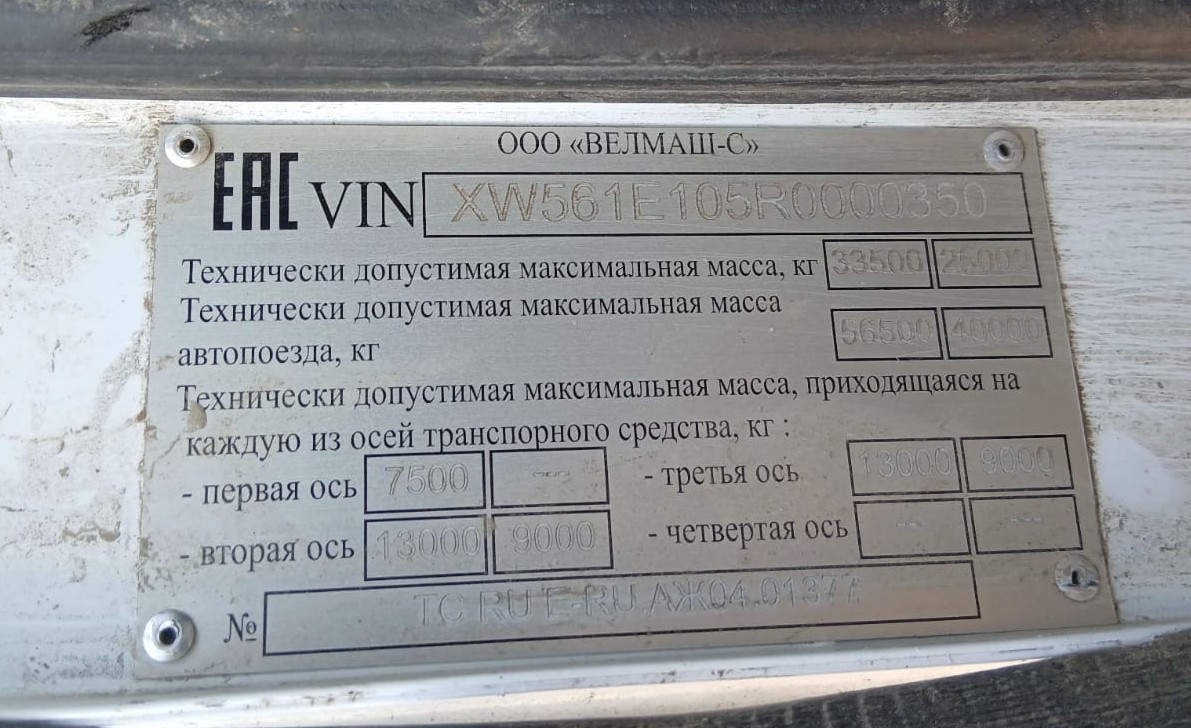 ООО «ВЕЛМАШ-С»
EAC VIN XW561E105R0000350
Технически допустимая максимальная масса, кг 33500 25000
Технически допустимая максимальная масса
автопоезда, кг 56500 40000
Технически допустимая максимальная масса, приходящаяся на
каждую из осей транспорного средства, кг :
- первая ось 7500 --- - третья ось 13000 9000
- вторая ось 13000 9000 - четвертая ось --- ---
№ ТС RU Е-RU.АЖ04.01377